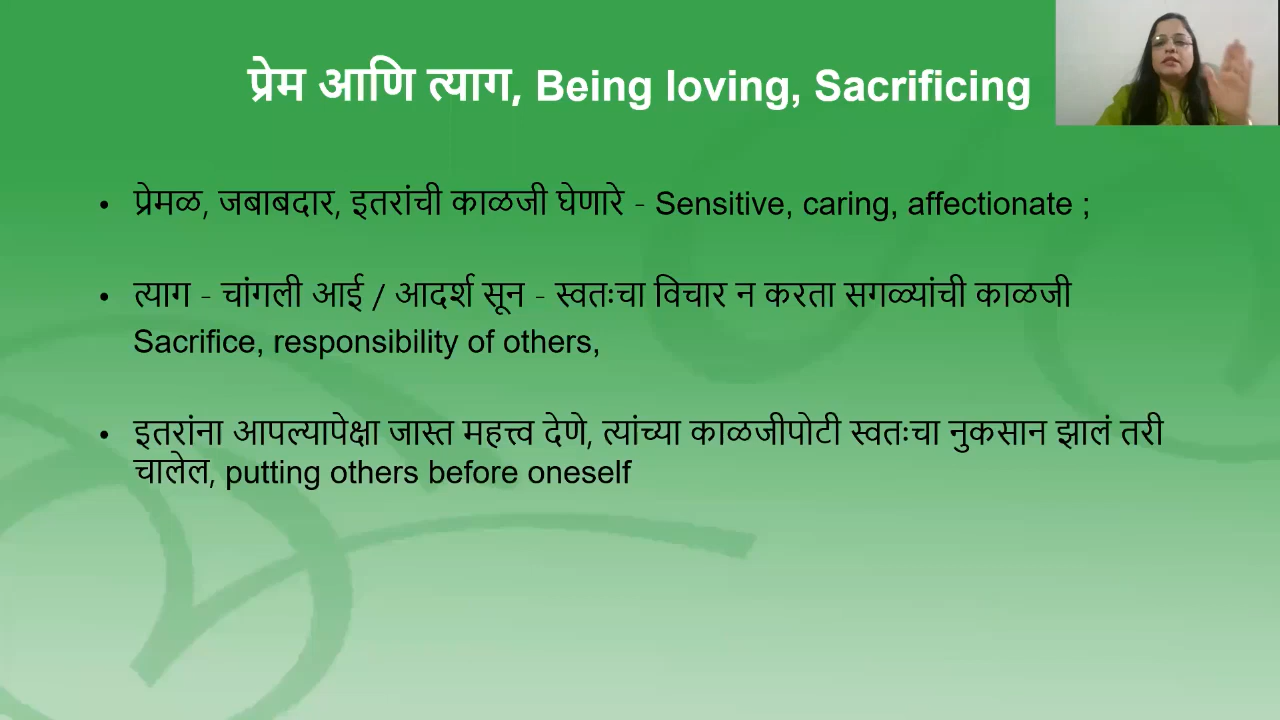 प्रेम आणि त्याग, Being loving, Sacrificing
• प्रेमळ, जबाबदार, इतरांची काळजी घेणारे - Sensitive, caring, affectionate ;
• त्याग - चांगली आई / आदर्श सून - स्वतःचा विचार न करता सगळ्यांची काळजी
Sacrifice, responsibility of others,
• इतरांना आपल्यापेक्षा जास्त महत्त्व देणे, त्यांच्या काळजीपोटी स्वतःचा नुकसान झालं तरी
चालेल, putting others before oneself